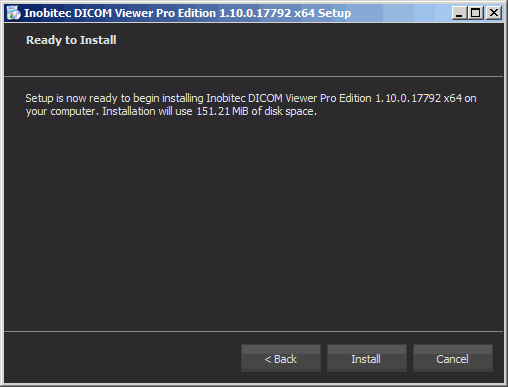 Inobitec DICOM Viewer Pro Edition 1.10.0.17792 x64 Setup
Ready to Install
Setup is now ready to begin installing Inobitec DICOM Viewer Pro Edition 1.10.0.17792 x64 on
your computer. Installation will use 151.21 MiB of disk space.
< Back Install Cancel